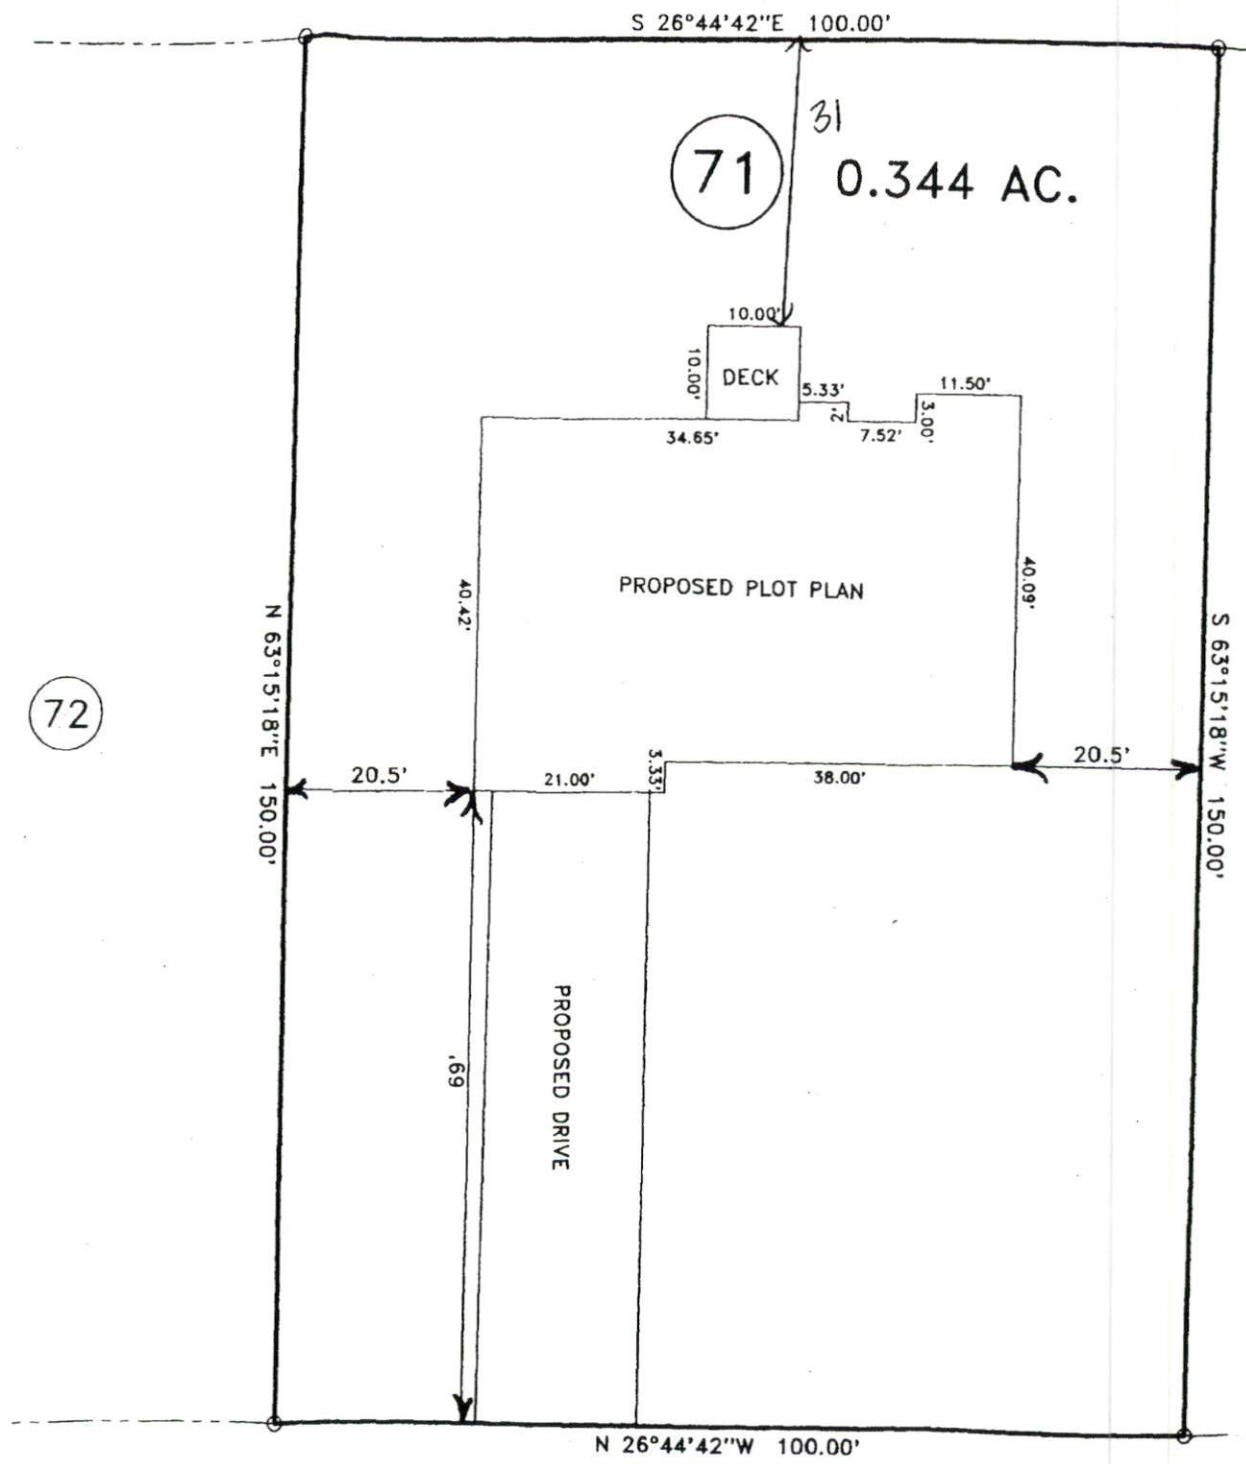 S 26°44'42"E 100.00'
31
71 0.344 AC.
10.00'
10.00'
DECK
5.33'
11.50'
2'
3.00'
34.65'
7.52'
40.42'
PROPOSED PLOT PLAN
40.09'
N 63°15'18"E 150.00'
S 63°15'18"W 150.00'
72
20.5'
21.00'
3.33'
38.00'
20.5'
69'
PROPOSED DRIVE
N 26°44'42"W 100.00'